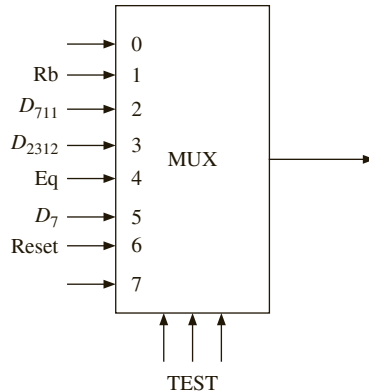 0
Rb 1
D711 2
D2312 3
MUX
Eq 4
D7 5
Reset 6
7
TEST